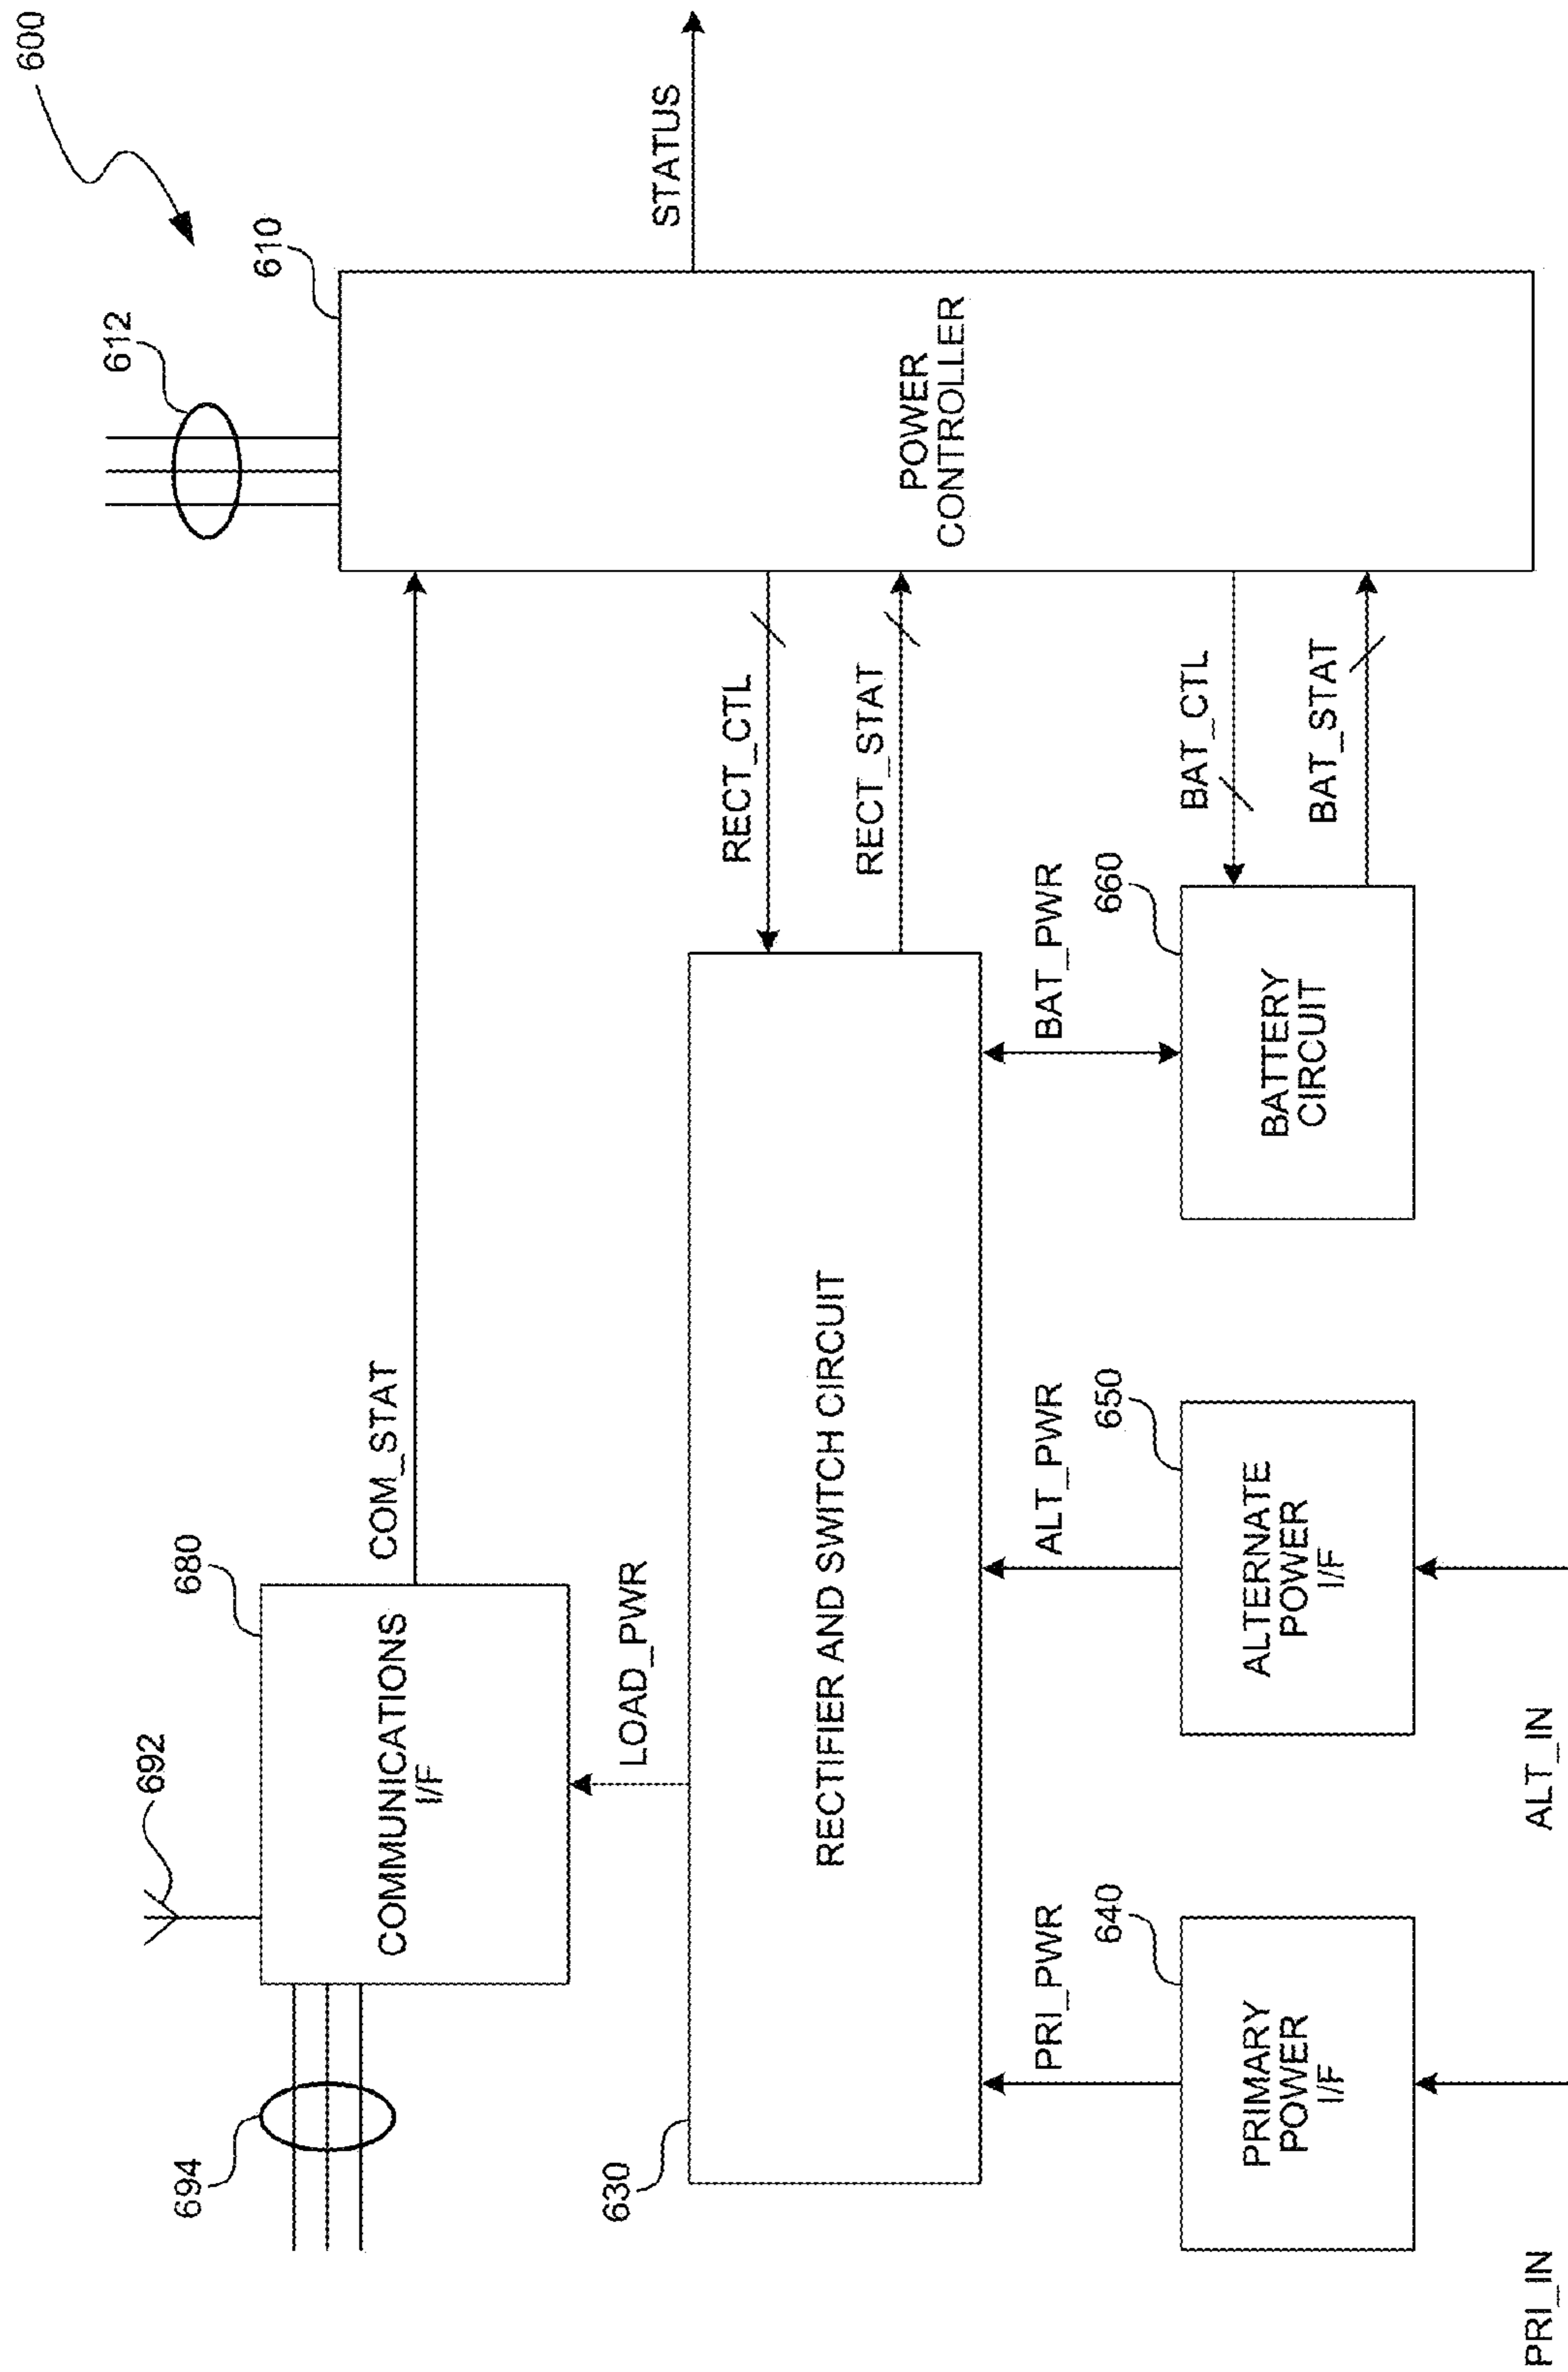 600
612
610
STATUS
694
692
680
COMMUNICATIONS
I/F
COM_STAT
POWER
CONTROLLER
LOAD_PWR
RECT_CTL
RECT_STAT
630
RECTIFIER AND SWITCH CIRCUIT
PRI_PWR
ALT_PWR
BAT_PWR
BAT_CTL
BAT_STAT
640
PRIMARY
POWER
I/F
650
ALTERNATE
POWER
I/F
660
BATTERY
CIRCUIT
PRI_IN
ALT_IN